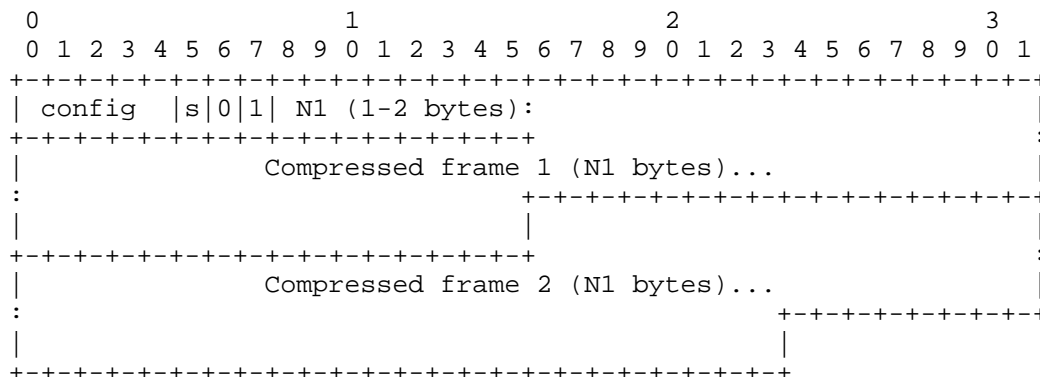 0                   1                   2                   3
 0 1 2 3 4 5 6 7 8 9 0 1 2 3 4 5 6 7 8 9 0 1 2 3 4 5 6 7 8 9 0 1
+-+-+-+-+-+-+-+-+-+-+-+-+-+-+-+-+-+-+-+-+-+-+-+-+-+-+-+-+-+-+-+-+
| config  |s|0|1| N1 (1-2 bytes):                               |
+-+-+-+-+-+-+-+-+-+-+-+-+-+-+-+-+                               :
|               Compressed frame 1 (N1 bytes)...                |
:                               +-+-+-+-+-+-+-+-+-+-+-+-+-+-+-+-+
|                               |                               |
+-+-+-+-+-+-+-+-+-+-+-+-+-+-+-+-+                               :
|               Compressed frame 2 (N1 bytes)...                |
:                                               +-+-+-+-+-+-+-+-+
|                                               |
+-+-+-+-+-+-+-+-+-+-+-+-+-+-+-+-+-+-+-+-+-+-+-+-+